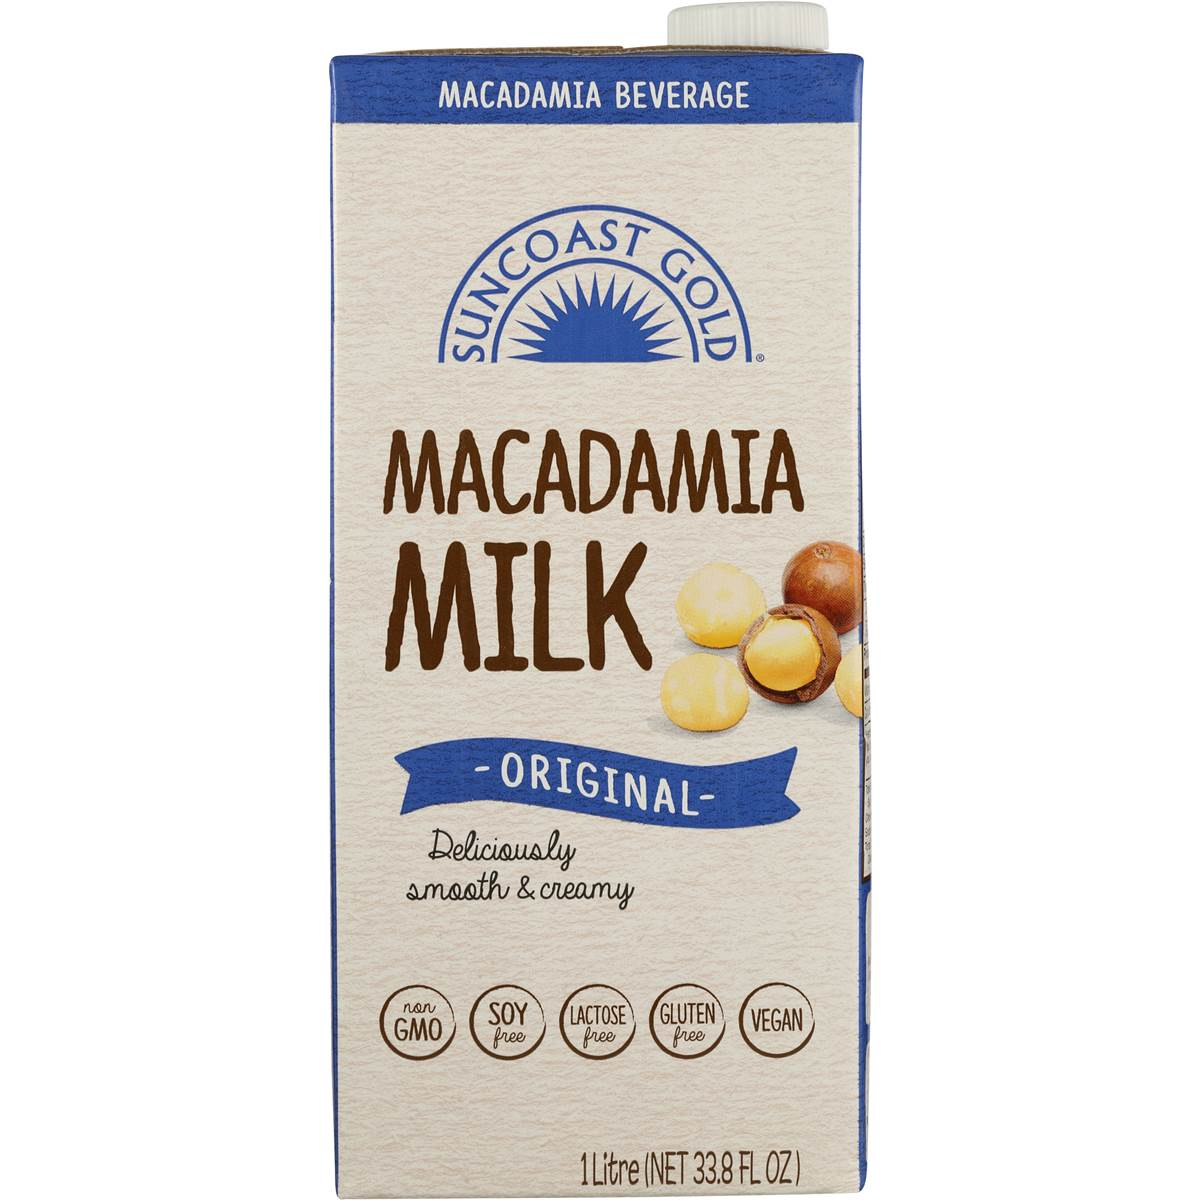 MACADAMIA BEVERAGE
SUNCOAST GOLD
®
MACADAMIA
MILK
-ORIGINAL-
Deliciously
smooth & creamy
non
GMO
SOY
free
LACTOSE
free
GLUTEN
free
VEGAN
1 Litre (NET 33.8 FL OZ)